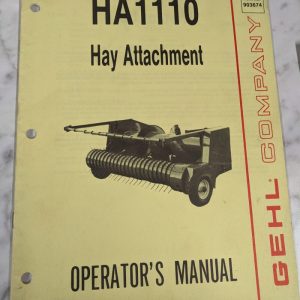 HA1110
903674
Hay Attachment
GEHL COMPANY
OPERATOR'S MANUAL